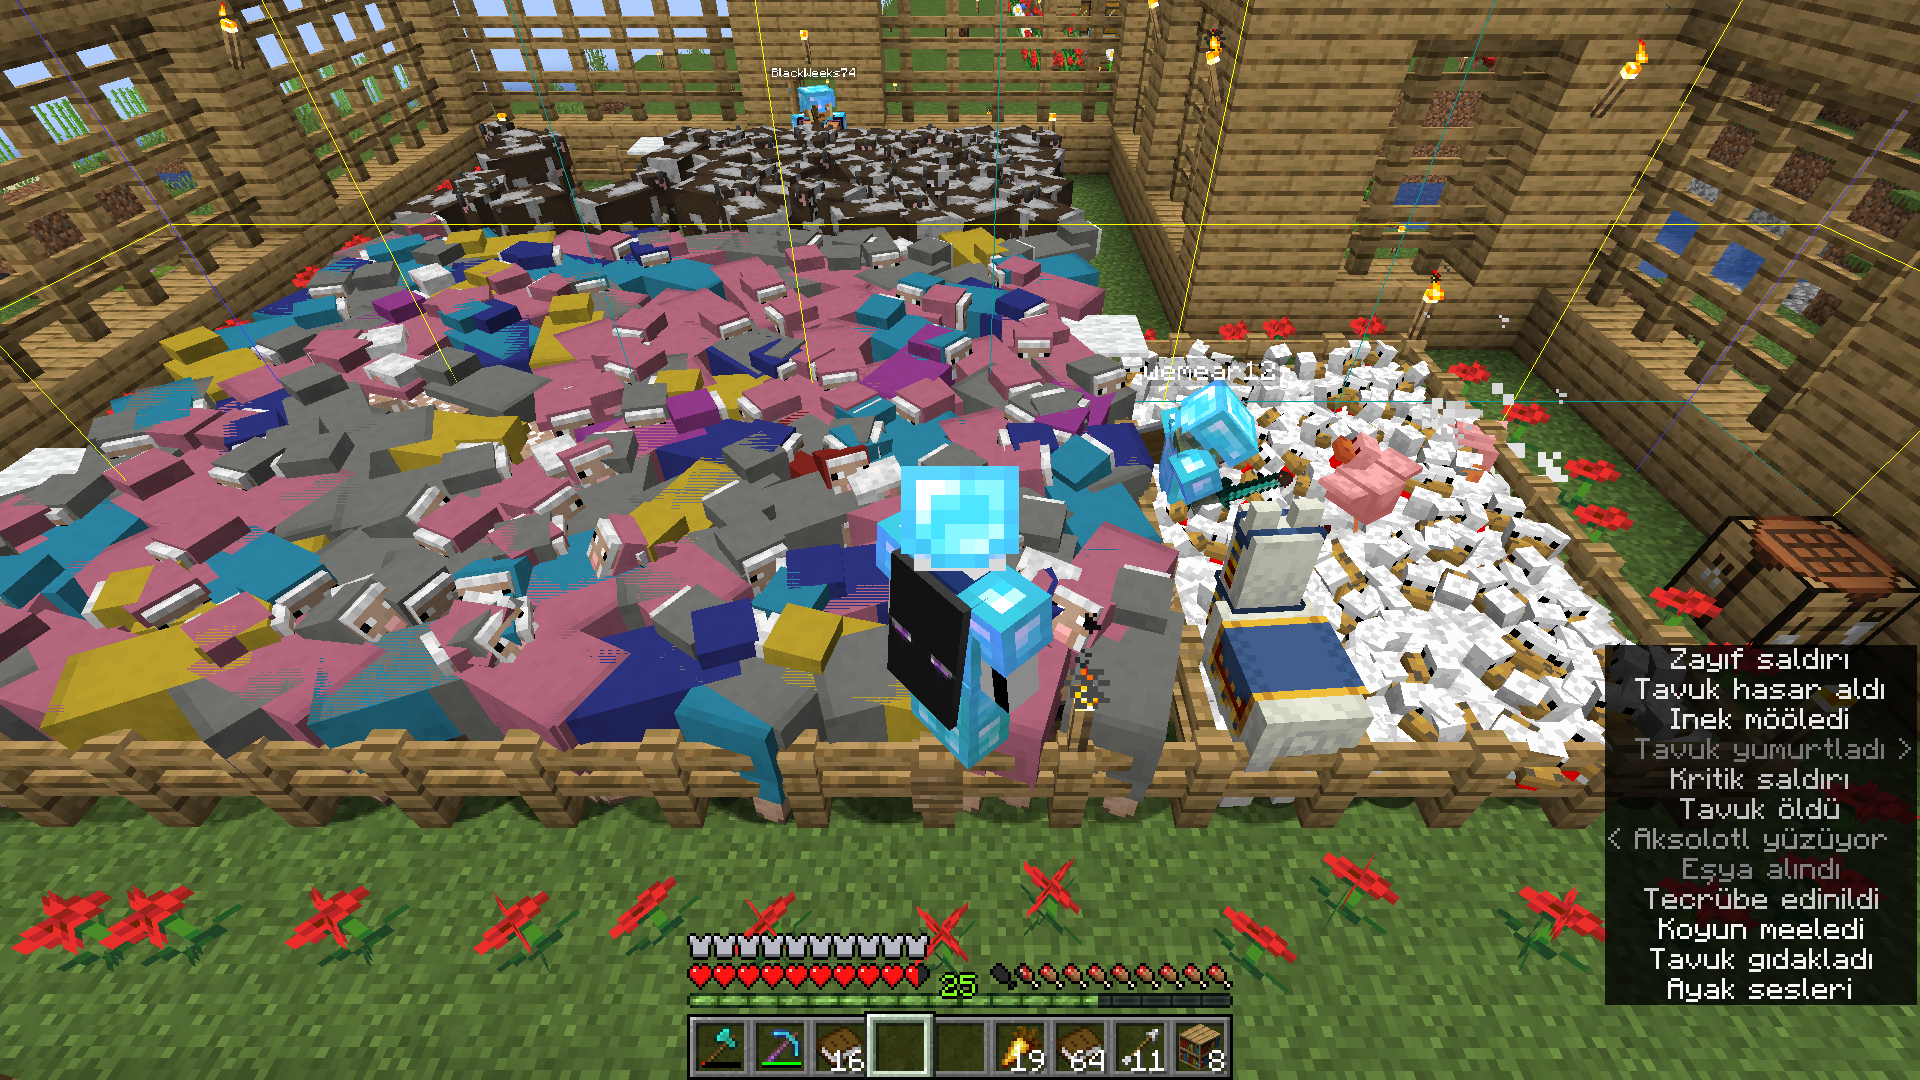 BlackWeeks74
Wemear12
Zayıf saldırı
Tavuk hasar aldı
İnek mööledi
Tavuk yumurtladı >
Kritik saldırı
Tavuk öldü
< Aksolotl yüzüyor
Eşya alındı
Tecrübe edinildi
Koyun meeledi
Tavuk gıdakladı
Ayak sesleri
25
16
19
64
11
8